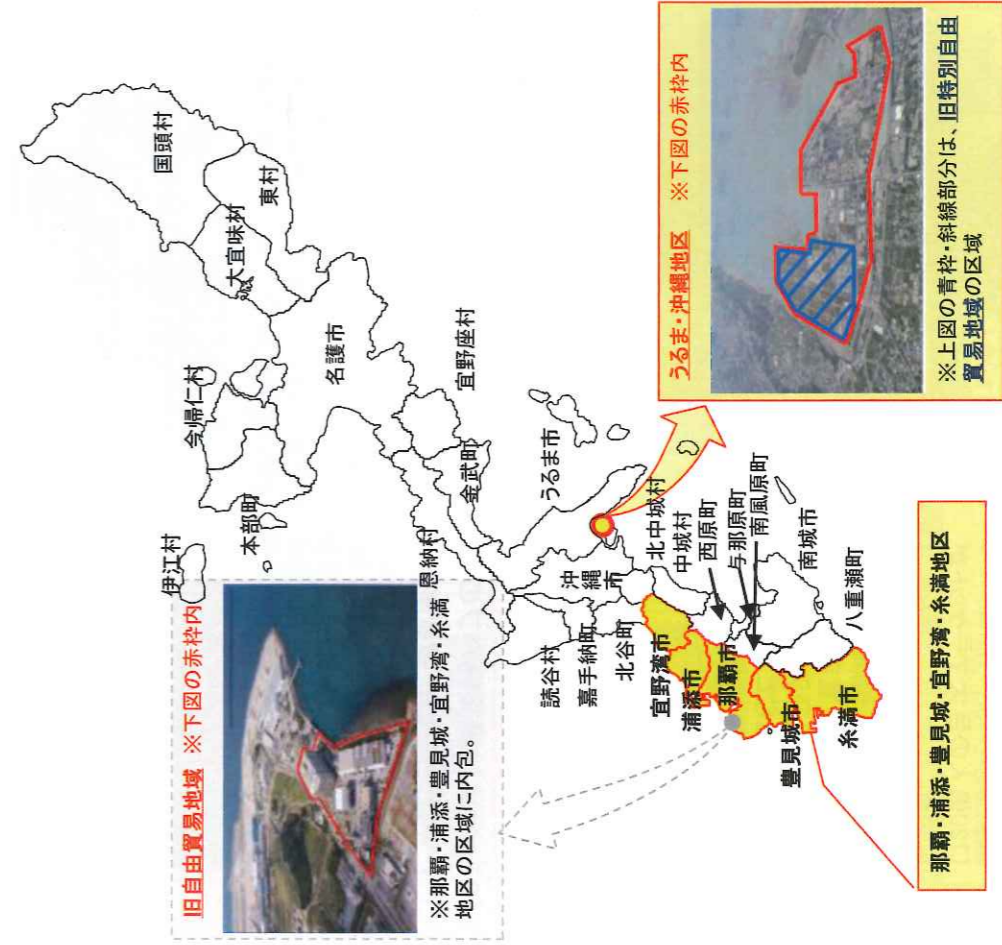 旧自由貿易地域 ※下図の赤枠内
※那覇・浦添・豊見城・宜野湾・糸満
地区の区域に内包。
伊江村
今帰仁村
本部町
国頭村
大宜味村
東村
名護市
恩納村
宜野座村
金武町
うるま市
読谷村
嘉手納町
北谷町
沖縄市
北中城村
中城村
西原町
与那原町
南風原町
宜野湾市
浦添市
那覇市
豊見城市
糸満市
南城市
八重瀬町
うるま・沖縄地区 ※下図の赤枠内
※上図の青枠・斜線部分は、旧特別自由
貿易地域の区域
那覇・浦添・豊見城・宜野湾・糸満地区